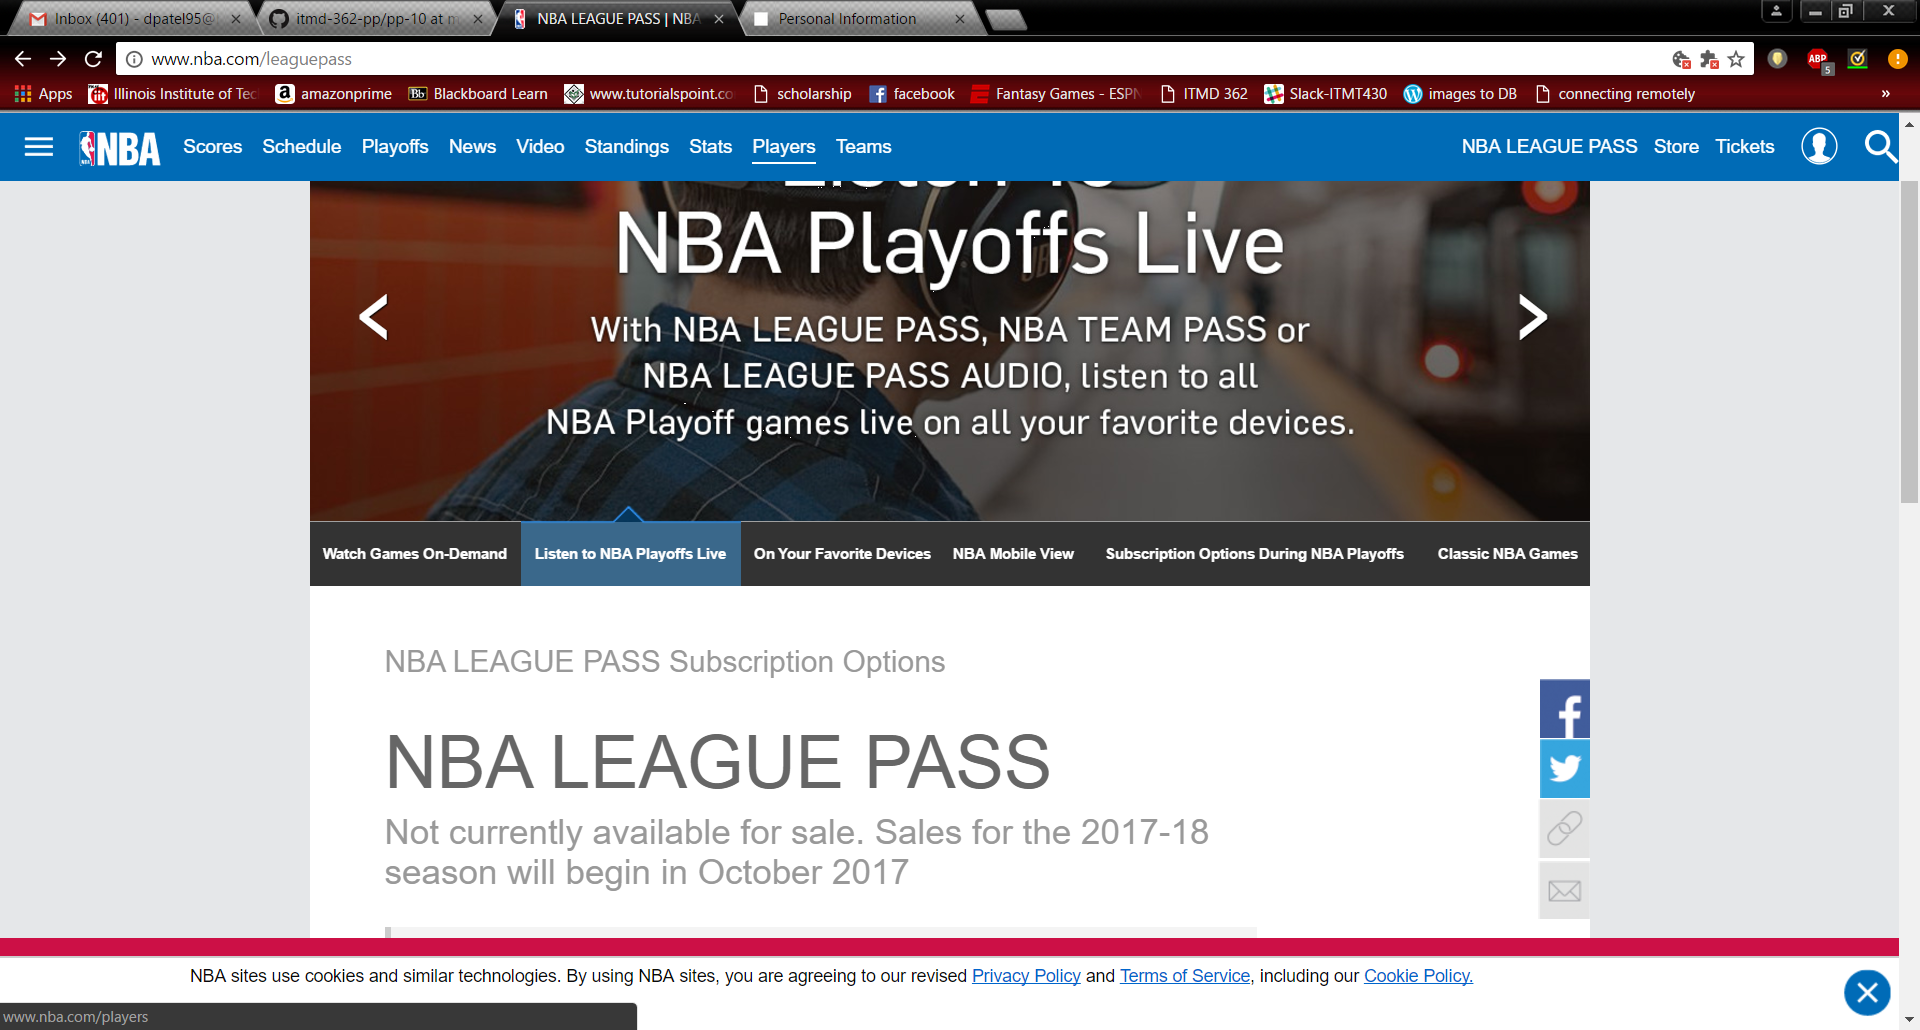 Inbox (401) - dpatel95@
itmd-362-pp/pp-10 at m
NBA LEAGUE PASS | NBA
Personal Information
www.nba.com/leaguepass
ABP
5
Apps
Illinois Institute of Tec
amazonprime
Bb
Blackboard Learn
www.tutorialspoint.co
scholarship
facebook
Fantasy Games - ESPN
ITMD 362
Slack-ITMT430
images to DB
connecting remotely
»
NBA
Scores
Schedule
Playoffs
News
Video
Standings
Stats
Players
Teams
NBA LEAGUE PASS
Store
Tickets
Listen To
NBA Playoffs Live
With NBA LEAGUE PASS, NBA TEAM PASS or
NBA LEAGUE PASS AUDIO, listen to all
NBA Playoff games live on all your favorite devices.
JBL
Watch Games On-Demand
Listen to NBA Playoffs Live
On Your Favorite Devices
NBA Mobile View
Subscription Options During NBA Playoffs
Classic NBA Games
NBA LEAGUE PASS Subscription Options
NBA LEAGUE PASS
Not currently available for sale. Sales for the 2017-18
season will begin in October 2017
NBA sites use cookies and similar technologies. By using NBA sites, you are agreeing to our revised Privacy Policy and Terms of Service, including our Cookie Policy.
www.nba.com/players